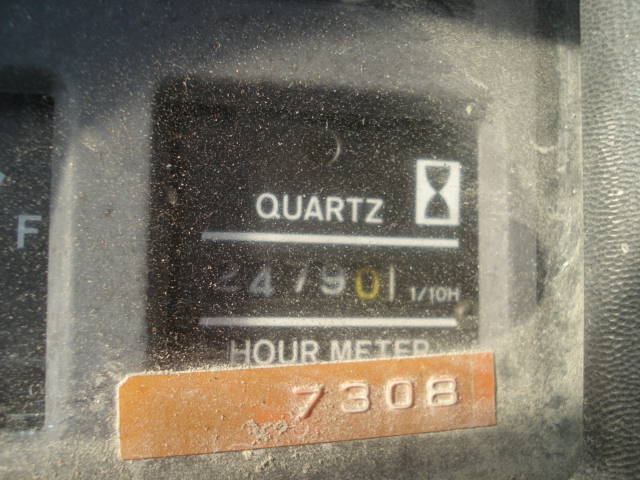 QUARTZ
F
24790 1/10H
HOUR METER
7308